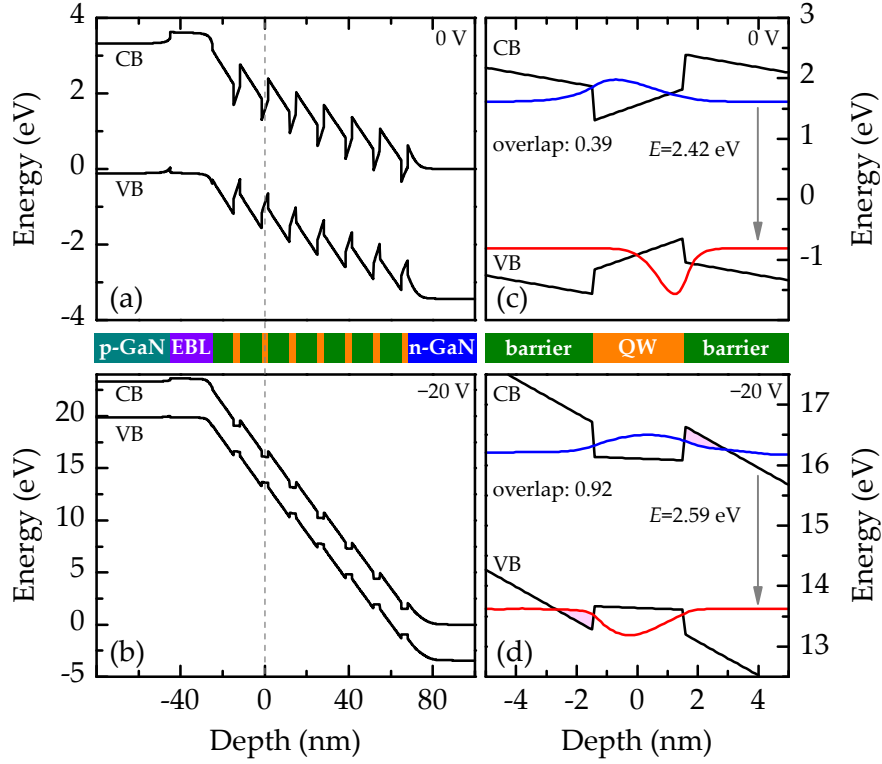 4
2
0
−2
−4
Energy (eV)
CB
VB
0 V
(a)
3
2
1
0
-1
Energy (eV)
CB
VB
0 V
overlap: 0.39
E=2.42 eV
(c)
p-GaN EBL n-GaN
barrier QW barrier
20
15
10
5
0
-5
Energy (eV)
CB
VB
−20 V
(b)
-40 0 40 80
Depth (nm)
17
16
15
14
13
Energy (eV)
CB
VB
−20 V
overlap: 0.92
E=2.59 eV
(d)
-4 -2 0 2 4
Depth (nm)